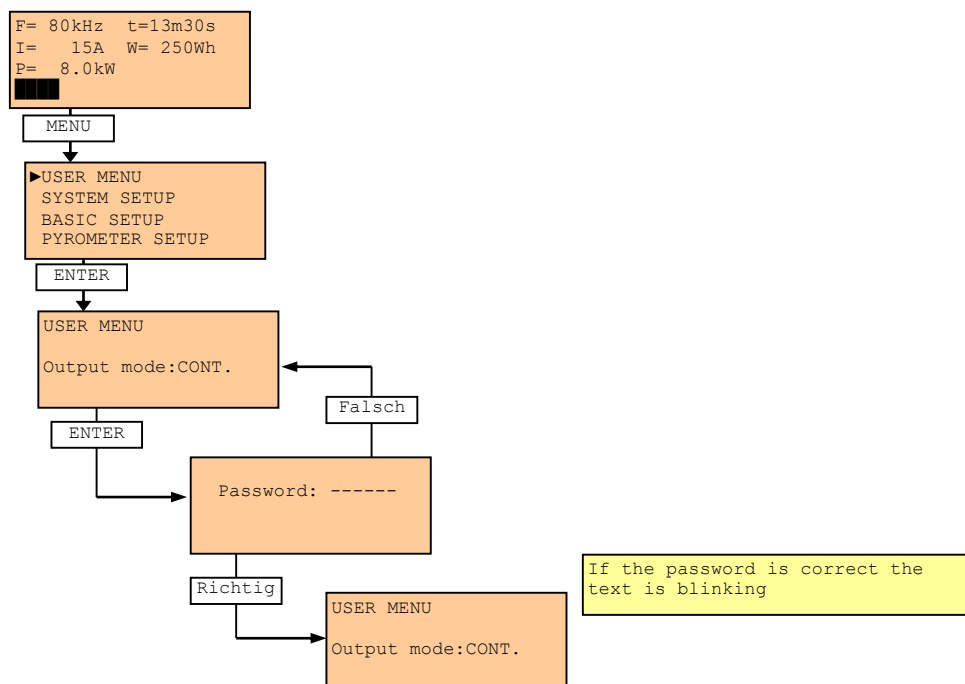 F= 80kHz  t=13m30s
I=   15A  W= 250Wh
P=  8.0kW
MENU
►USER MENU
SYSTEM SETUP
BASIC SETUP
PYROMETER SETUP
ENTER
USER MENU
Output mode:CONT.
Falsch
ENTER
Password: ------
If the password is correct the
text is blinking
Richtig
USER MENU
Output mode:CONT.